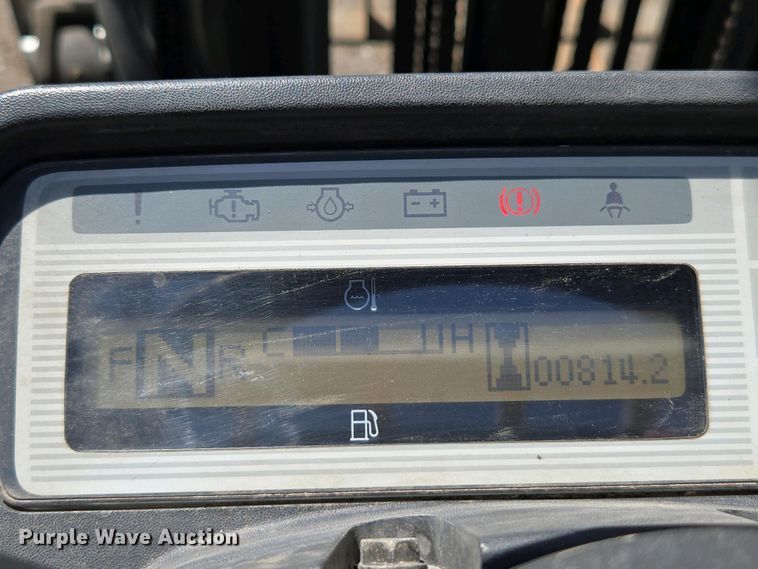 F N R C H 00814.2
Purple Wave Auction